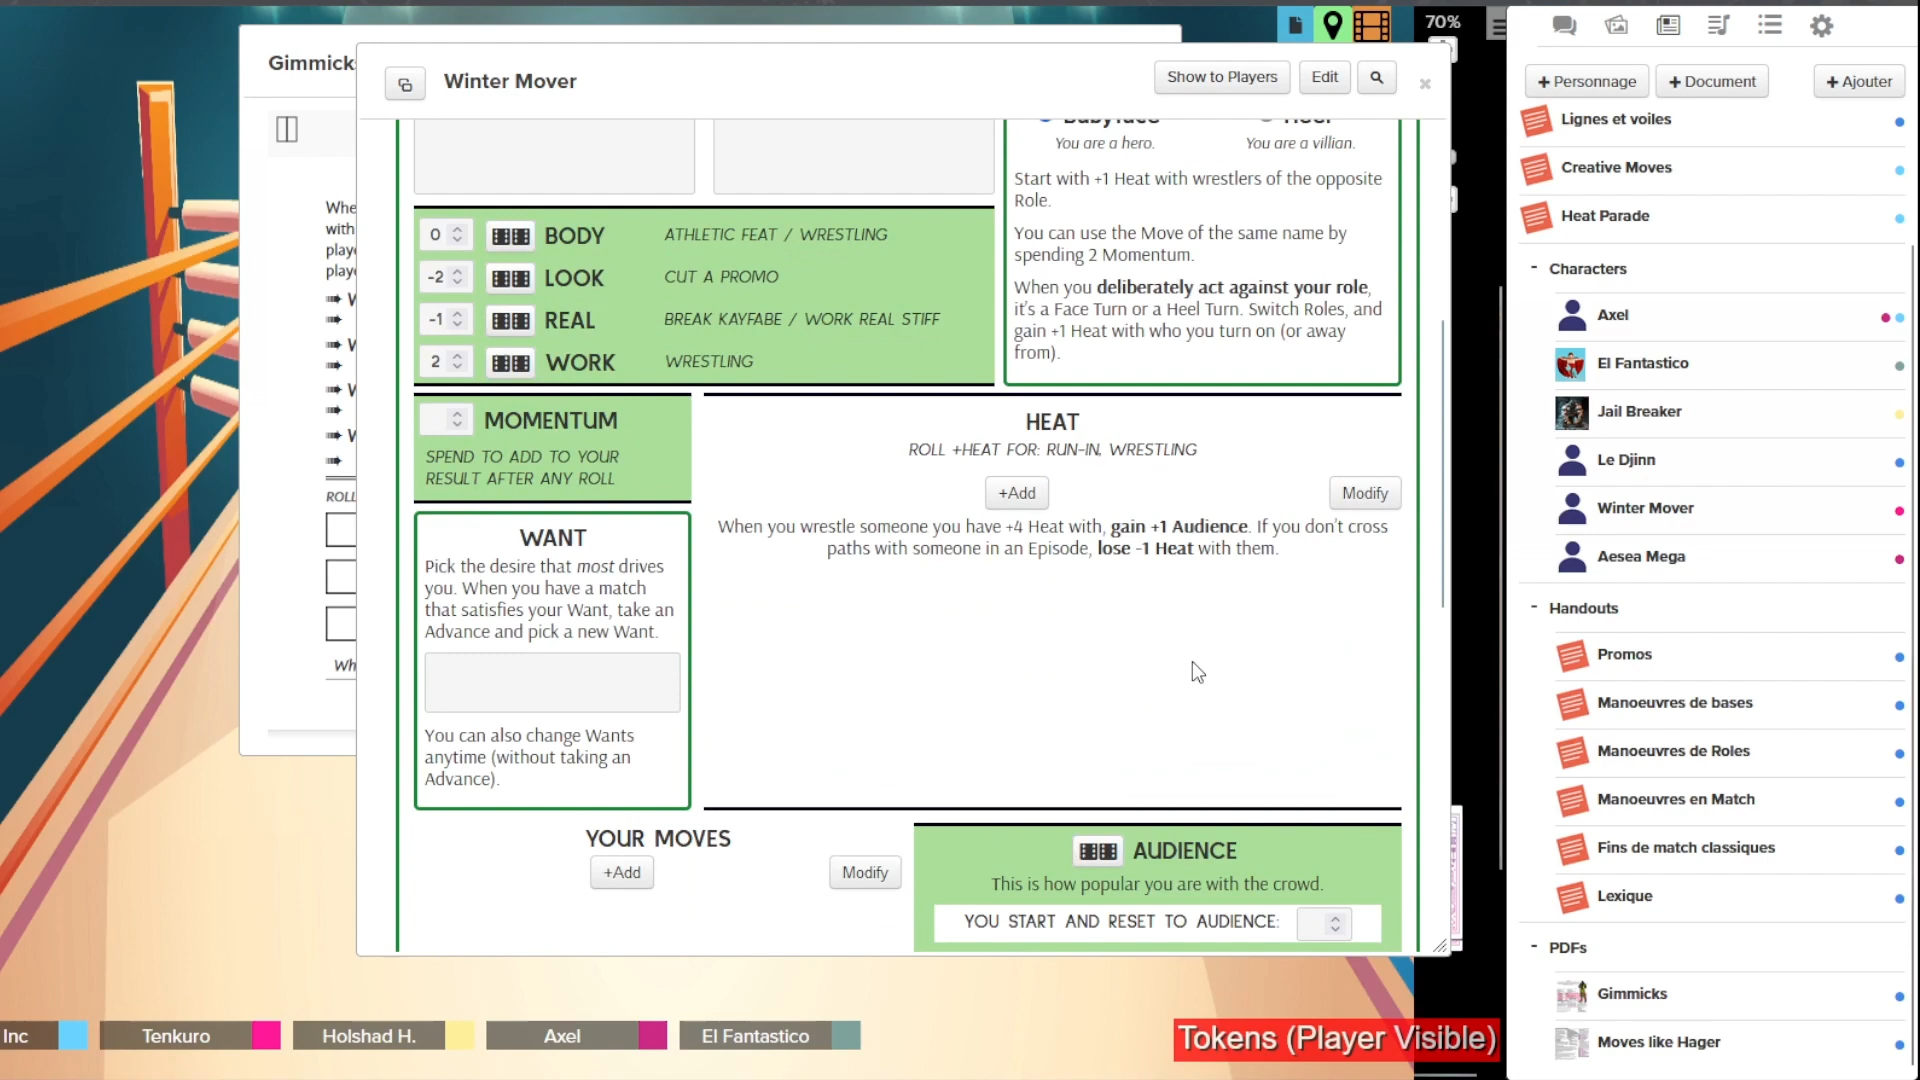 70%
Gimmick
Winter Mover
Show to Players
Edit
Whe
with
playe
playe
ROLL
Wh
Babyface
Heel
You are a hero.
You are a villian.
Start with +1 Heat with wrestlers of the opposite
Role.
You can use the Move of the same name by
spending 2 Momentum.
When you deliberately act against your role,
it's a Face Turn or a Heel Turn. Switch Roles, and
gain +1 Heat with who you turn on (or away
from).
0 BODY ATHLETIC FEAT / WRESTLING
-2 LOOK CUT A PROMO
-1 REAL BREAK KAYFABE / WORK REAL STIFF
2 WORK WRESTLING
MOMENTUM
SPEND TO ADD TO YOUR
RESULT AFTER ANY ROLL
HEAT
ROLL +HEAT FOR: RUN-IN, WRESTLING
+Add
Modify
When you wrestle someone you have +4 Heat with, gain +1 Audience. If you don't cross
paths with someone in an Episode, lose -1 Heat with them.
WANT
Pick the desire that most drives
you. When you have a match
that satisfies your Want, take an
Advance and pick a new Want.
You can also change Wants
anytime (without taking an
Advance).
YOUR MOVES
+Add
Modify
AUDIENCE
This is how popular you are with the crowd.
YOU START AND RESET TO AUDIENCE:
Inc
Tenkuro
Holshad H.
Axel
El Fantastico
Tokens (Player Visible)
+ Personnage
+ Document
+ Ajouter
Lignes et voiles
Creative Moves
Heat Parade
- Characters
Axel
El Fantastico
Jail Breaker
Le Djinn
Winter Mover
Aesea Mega
- Handouts
Promos
Manoeuvres de bases
Manoeuvres de Roles
Manoeuvres en Match
Fins de match classiques
Lexique
- PDFs
Gimmicks
Moves like Hager